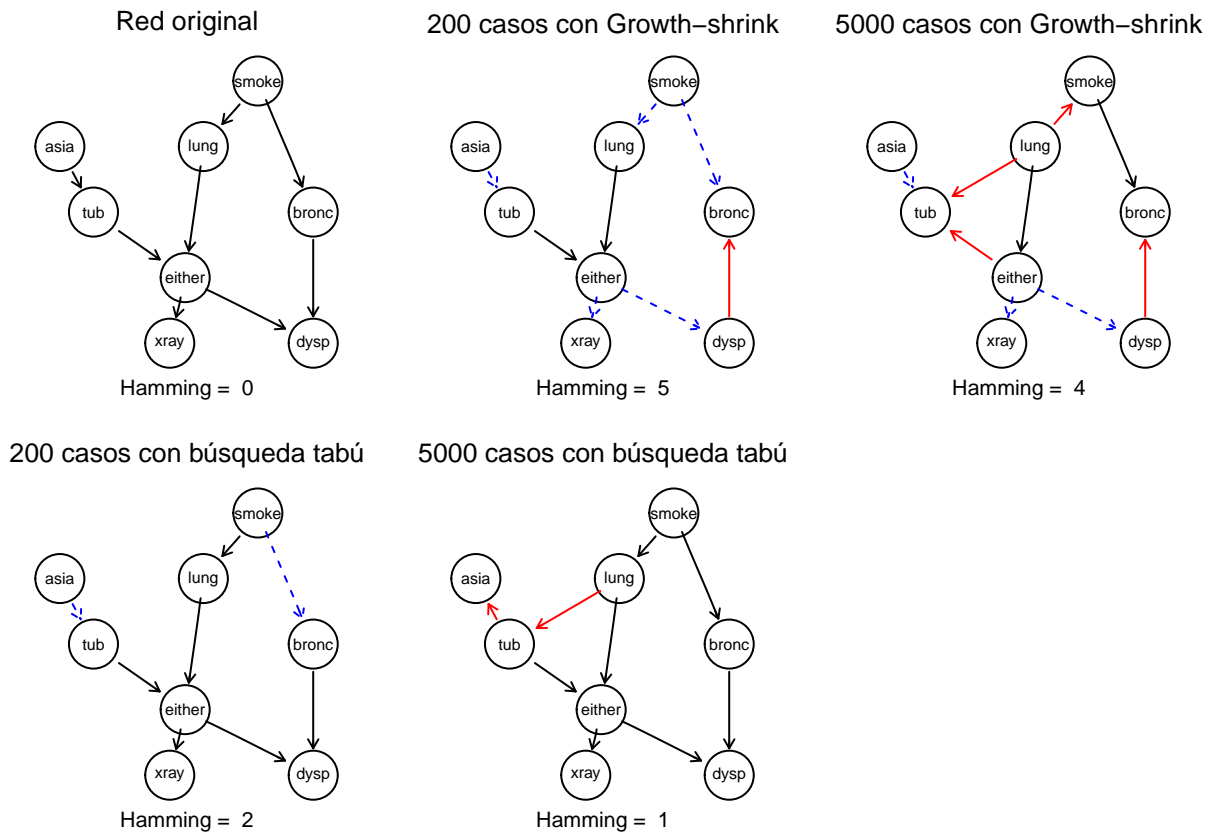 Red original
smoke
asia
lung
tub
bronc
either
xray
dysp
Hamming = 0
200 casos con Growth−shrink
smoke
asia
lung
tub
bronc
either
xray
dysp
Hamming = 5
5000 casos con Growth−shrink
smoke
asia
lung
tub
bronc
either
xray
dysp
Hamming = 4
200 casos con búsqueda tabú
smoke
asia
lung
tub
bronc
either
xray
dysp
Hamming = 2
5000 casos con búsqueda tabú
smoke
asia
lung
tub
bronc
either
xray
dysp
Hamming = 1